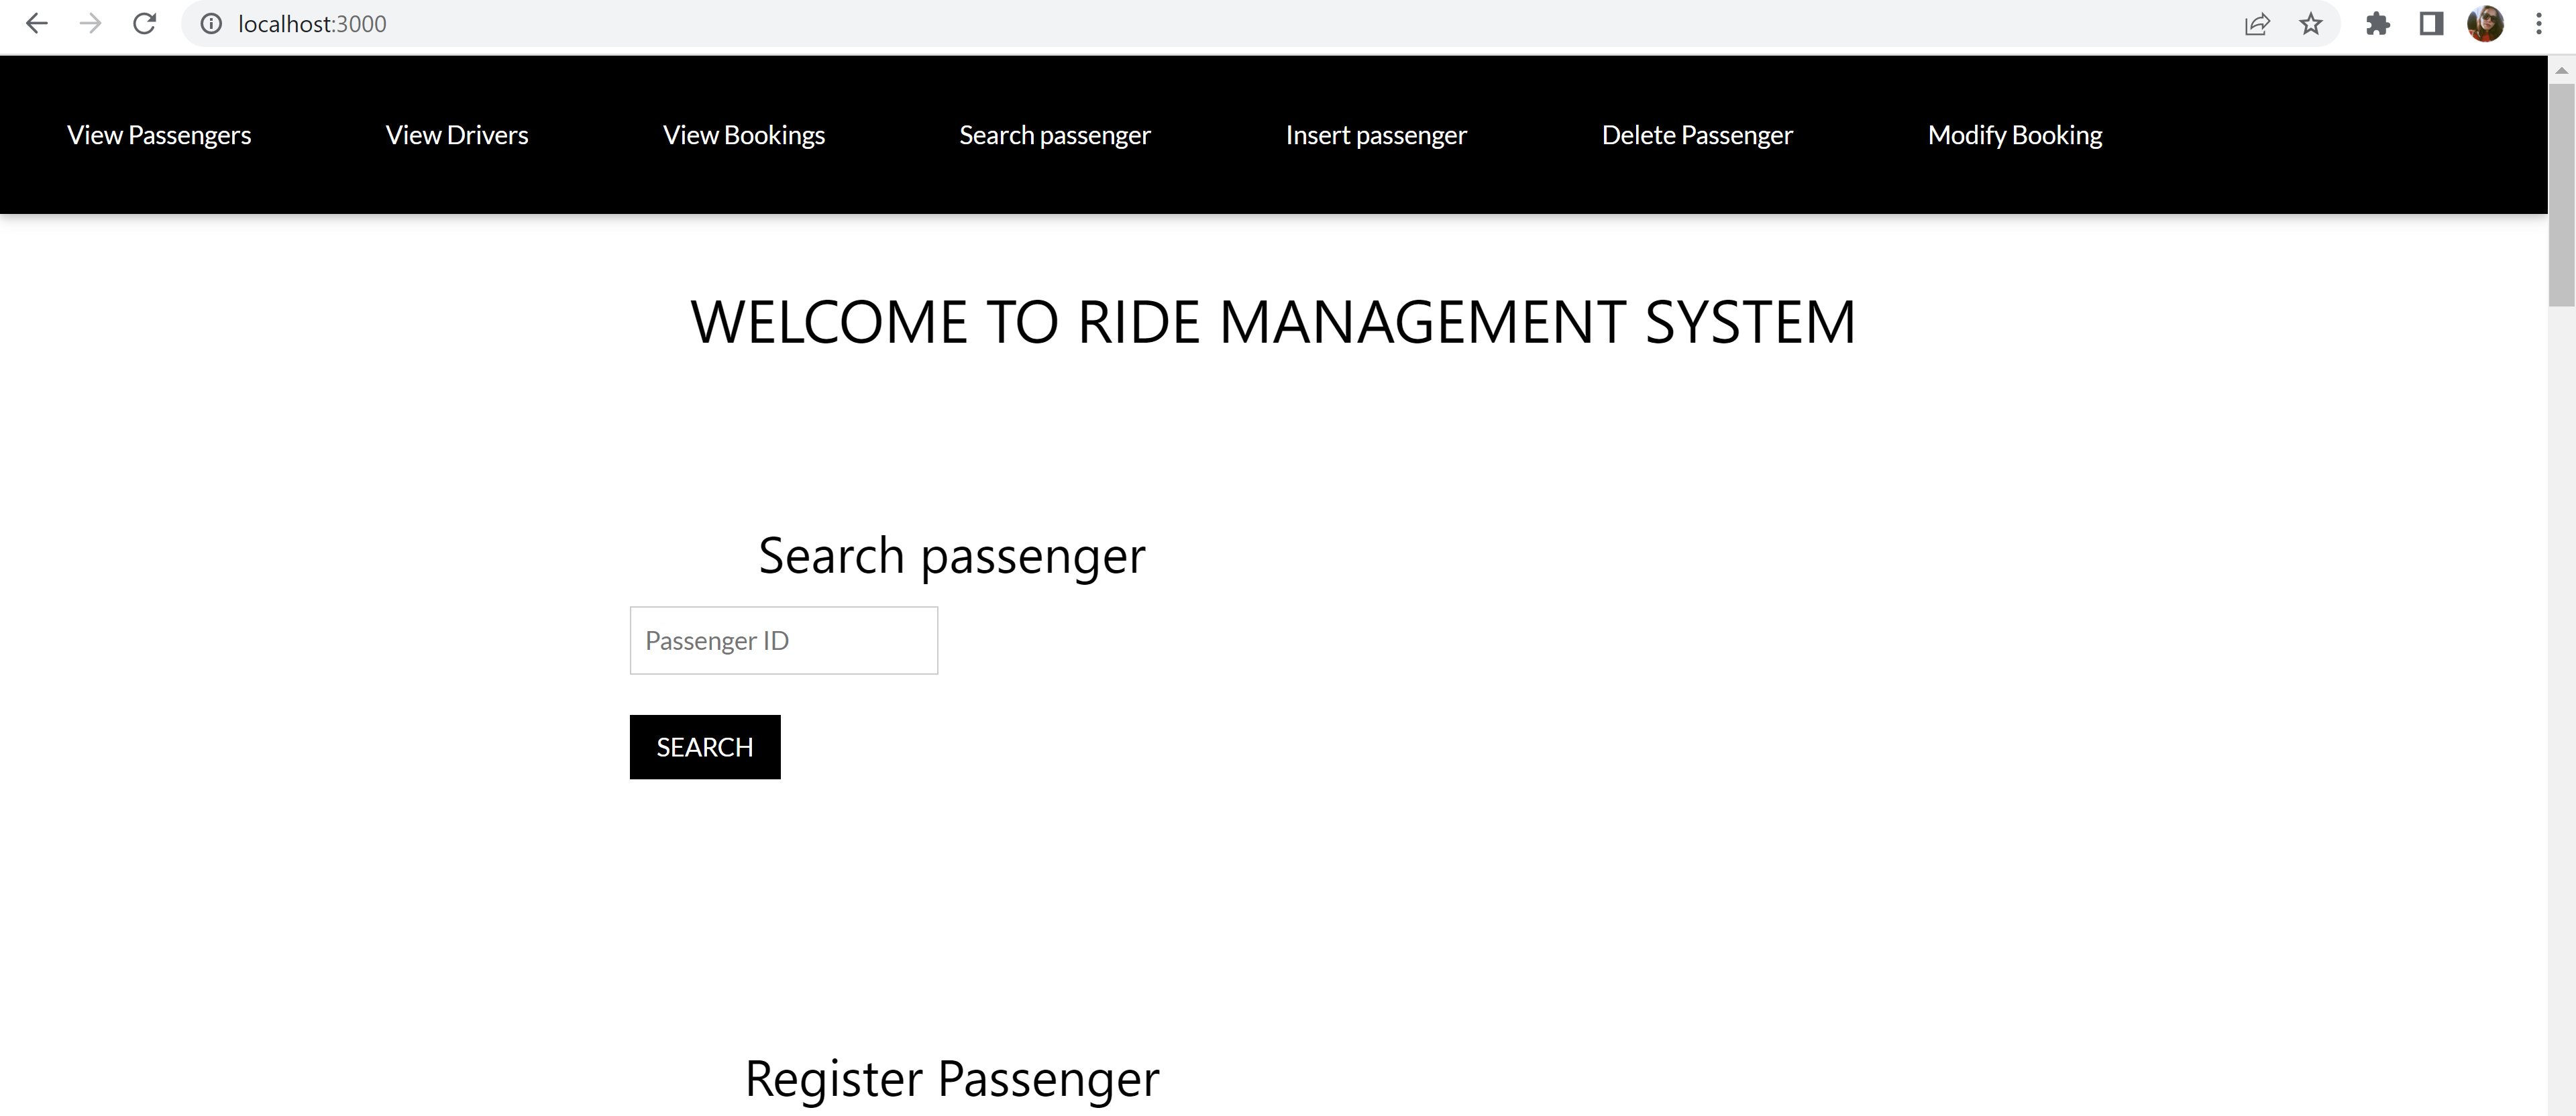 localhost:3000
View Passengers View Drivers View Bookings Search passenger Insert passenger Delete Passenger Modify Booking
WELCOME TO RIDE MANAGEMENT SYSTEM
Search passenger
Passenger ID
SEARCH
Register Passenger